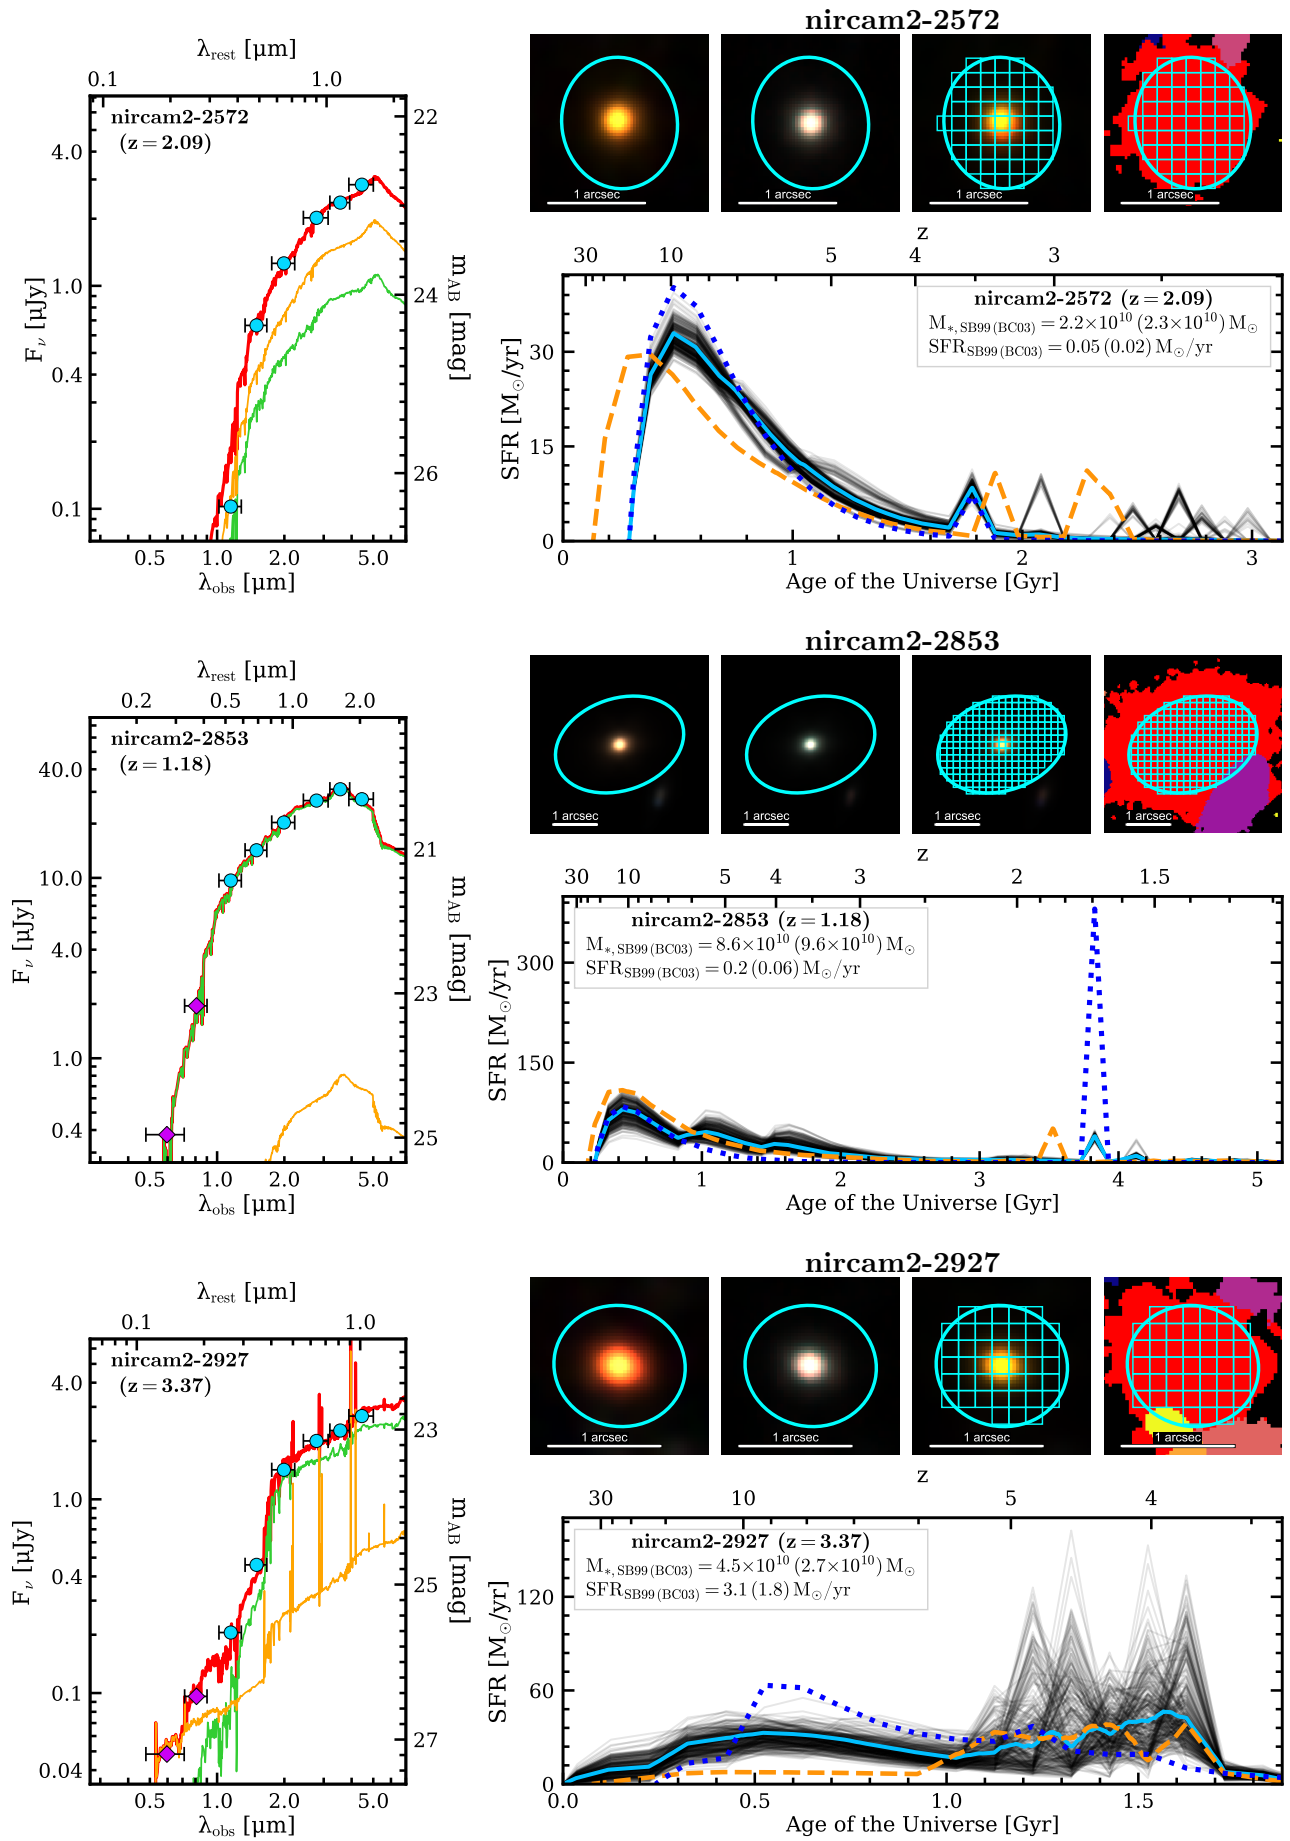 nircam2-2572
λrest [μm]
0.1 1.0
nircam2-2572
(z = 2.09)
4.0
2.0
1.0
0.4
0.2
0.1
Fν [μJy]
22
24
26
mAB [mag]
0.5 1.0 2.0 5.0
λobs [μm]
1 arcsec
1 arcsec
1 arcsec
1 arcsec
z
30 10 5 4 3
nircam2-2572 (z = 2.09)
M*, SB99 (BC03) = 2.2×10^10 (2.3×10^10) M⊙
SFRSB99 (BC03) = 0.05 (0.02) M⊙/yr
SFR [M⊙/yr]
30
15
0
0 1 2 3
Age of the Universe [Gyr]
nircam2-2853
λrest [μm]
0.2 0.5 1.0 2.0
nircam2-2853
(z = 1.18)
40.0
10.0
4.0
1.0
0.4
Fν [μJy]
21
23
25
mAB [mag]
0.5 1.0 2.0 5.0
λobs [μm]
1 arcsec
1 arcsec
1 arcsec
1 arcsec
z
30 10 5 4 3 2 1.5
nircam2-2853 (z = 1.18)
M*, SB99 (BC03) = 8.6×10^10 (9.6×10^10) M⊙
SFRSB99 (BC03) = 0.2 (0.06) M⊙/yr
SFR [M⊙/yr]
300
150
0
0 1 2 3 4 5
Age of the Universe [Gyr]
nircam2-2927
λrest [μm]
0.1 1.0
nircam2-2927
(z = 3.37)
4.0
2.0
1.0
0.4
0.1
0.04
Fν [μJy]
23
25
27
mAB [mag]
0.5 1.0 2.0 5.0
λobs [μm]
1 arcsec
1 arcsec
1 arcsec
1 arcsec
z
30 10 5 4
nircam2-2927 (z = 3.37)
M*, SB99 (BC03) = 4.5×10^10 (2.7×10^10) M⊙
SFRSB99 (BC03) = 3.1 (1.8) M⊙/yr
SFR [M⊙/yr]
120
60
0
0.0 0.5 1.0 1.5
Age of the Universe [Gyr]